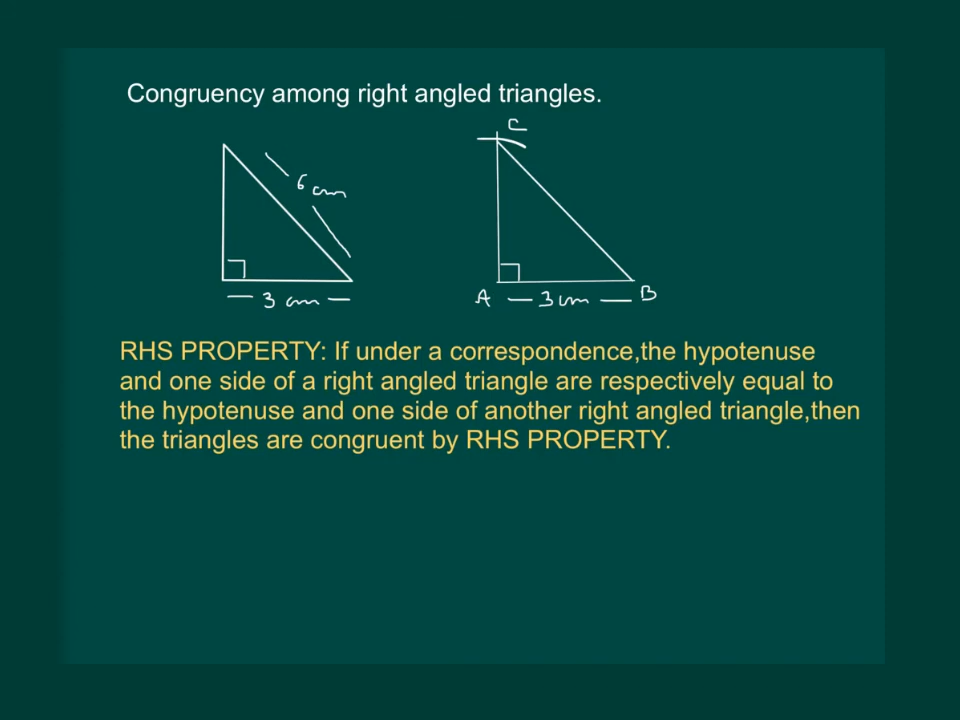 Congruency among right angled triangles.
C
6 cm
3 cm
A 3 cm B
RHS PROPERTY: If under a correspondence,the hypotenuse
and one side of a right angled triangle are respectively equal to
the hypotenuse and one side of another right angled triangle,then
the triangles are congruent by RHS PROPERTY.